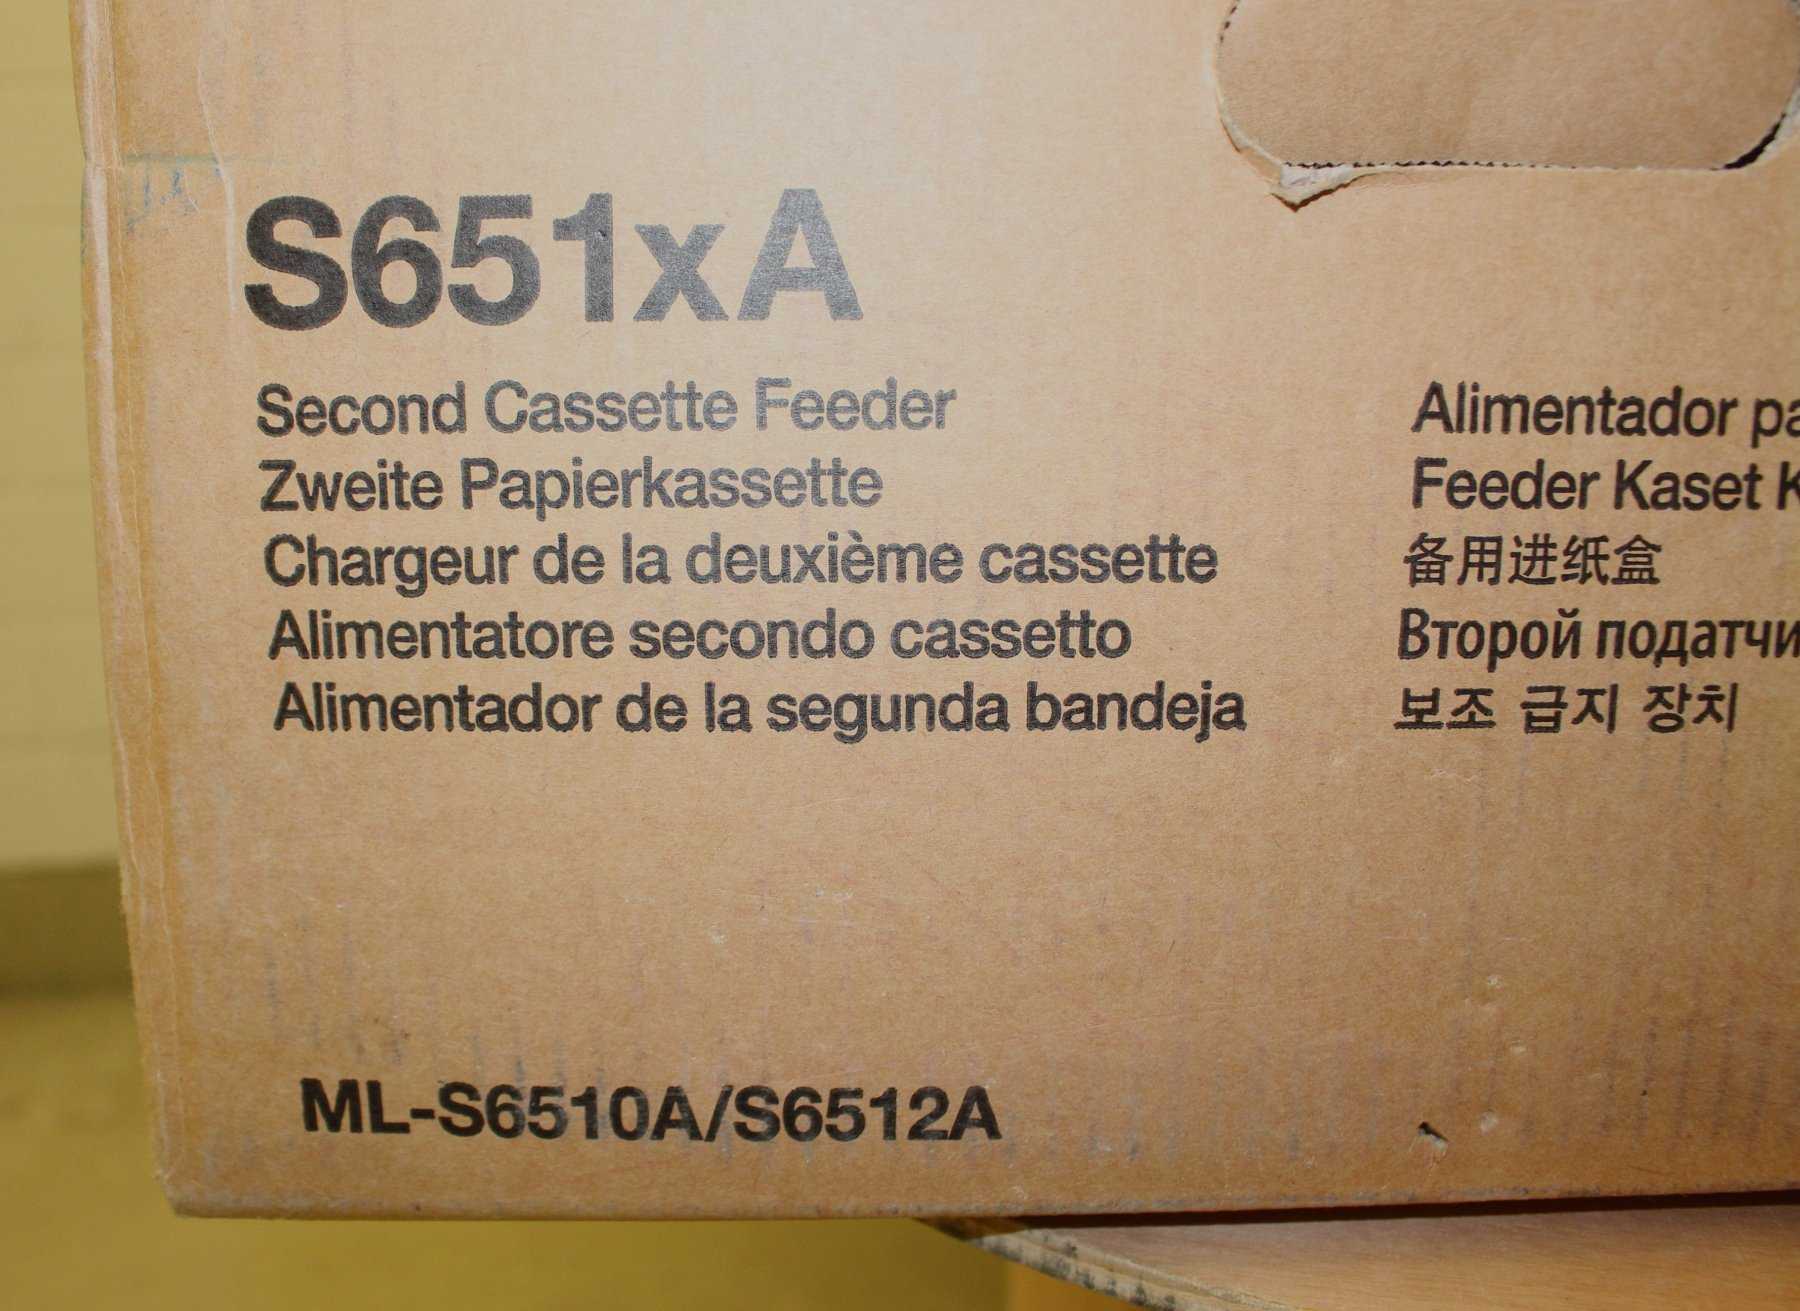 S651xA
Second Cassette Feeder
Zweite Papierkassette
Chargeur de la deuxième cassette
Alimentatore secondo cassetto
Alimentador de la segunda bandeja
Alimentador
Feeder Kaset
备用进纸盒
Второй
보조 급지 장치
ML-S6510A/S6512A